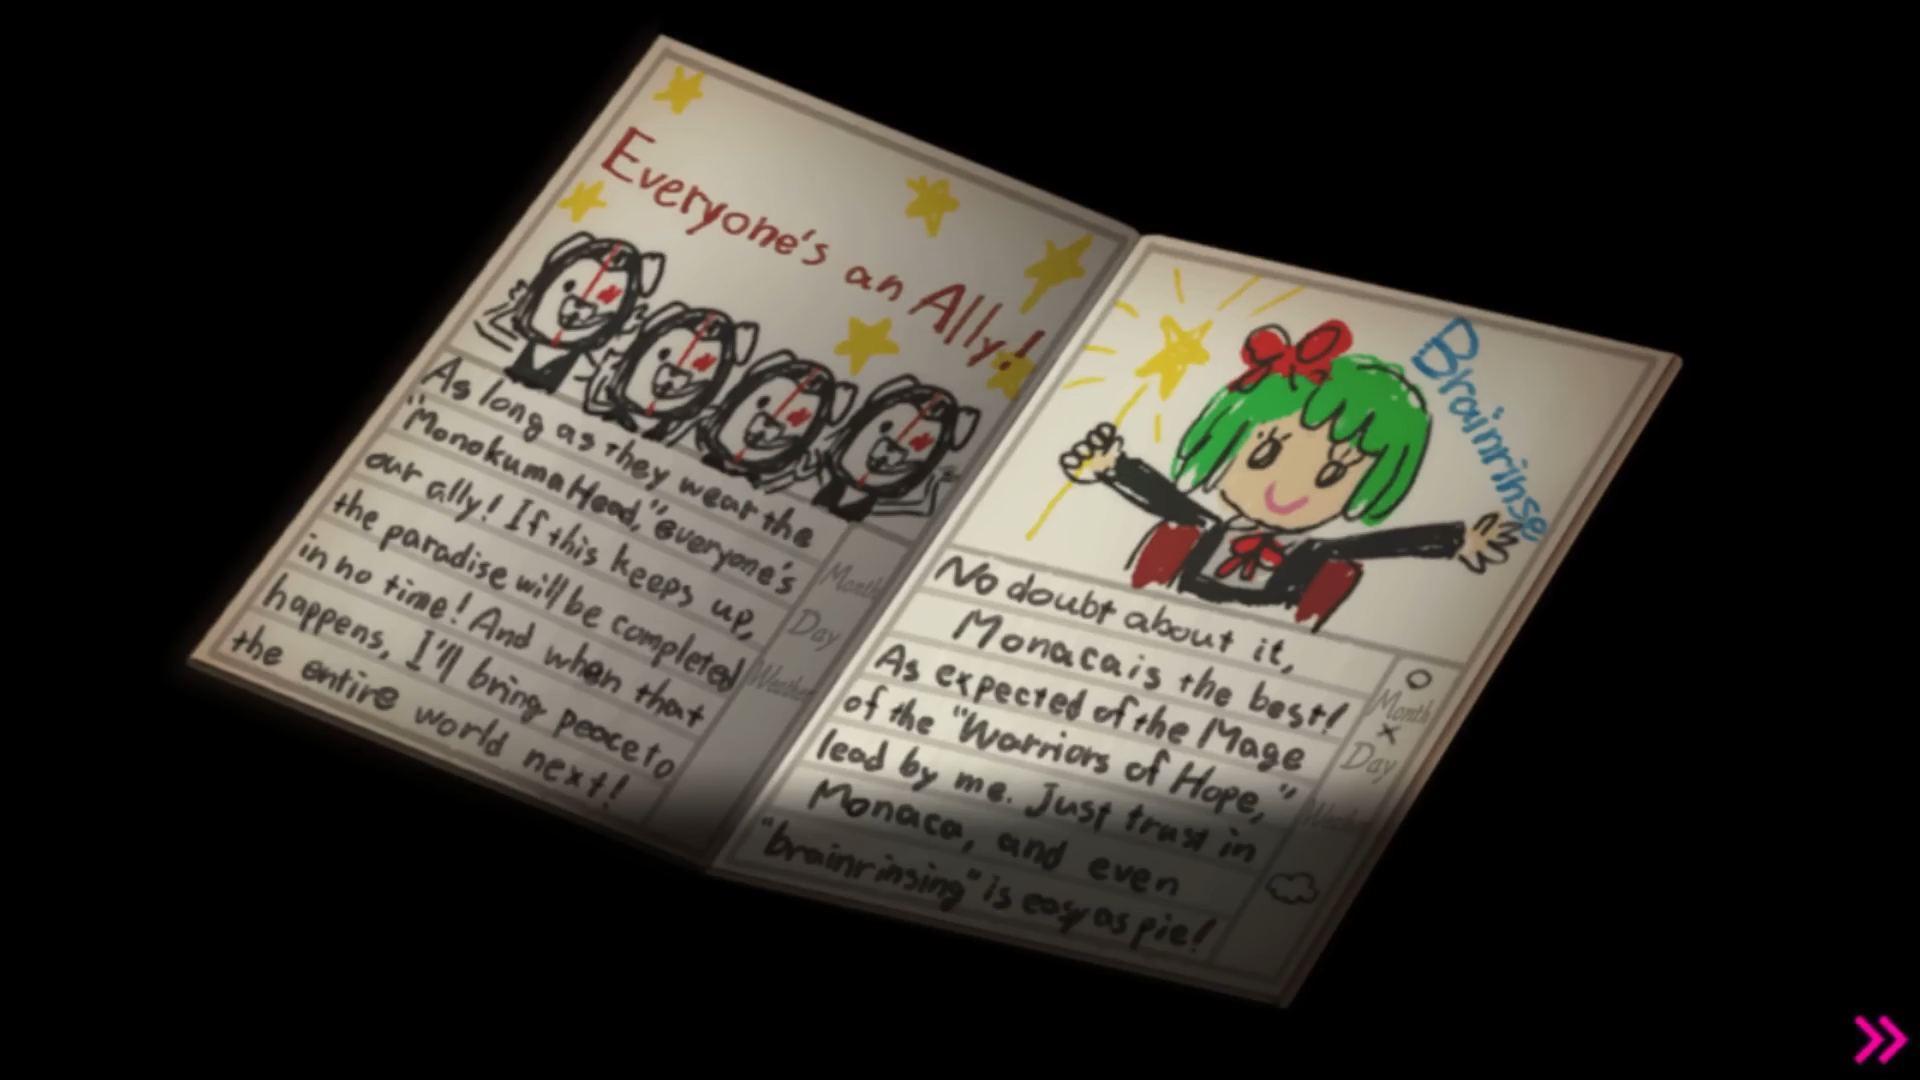 Everyone's an Ally!
As long as they wear the
"Monokuma Head," everyone's
our ally! If this keeps up,
the paradise will be completed
in no time! And when that
happens, I'll bring peace to
the entire world next!
Month
Day
Weather
Brainrinse
No doubt about it,
Monaca is the best!
As expected of the Mage
of the "Warriors of Hope,"
lead by me. Just trust in
Monaca, and even
"brainrinsing" is easy as pie!
Month
Day
Weather